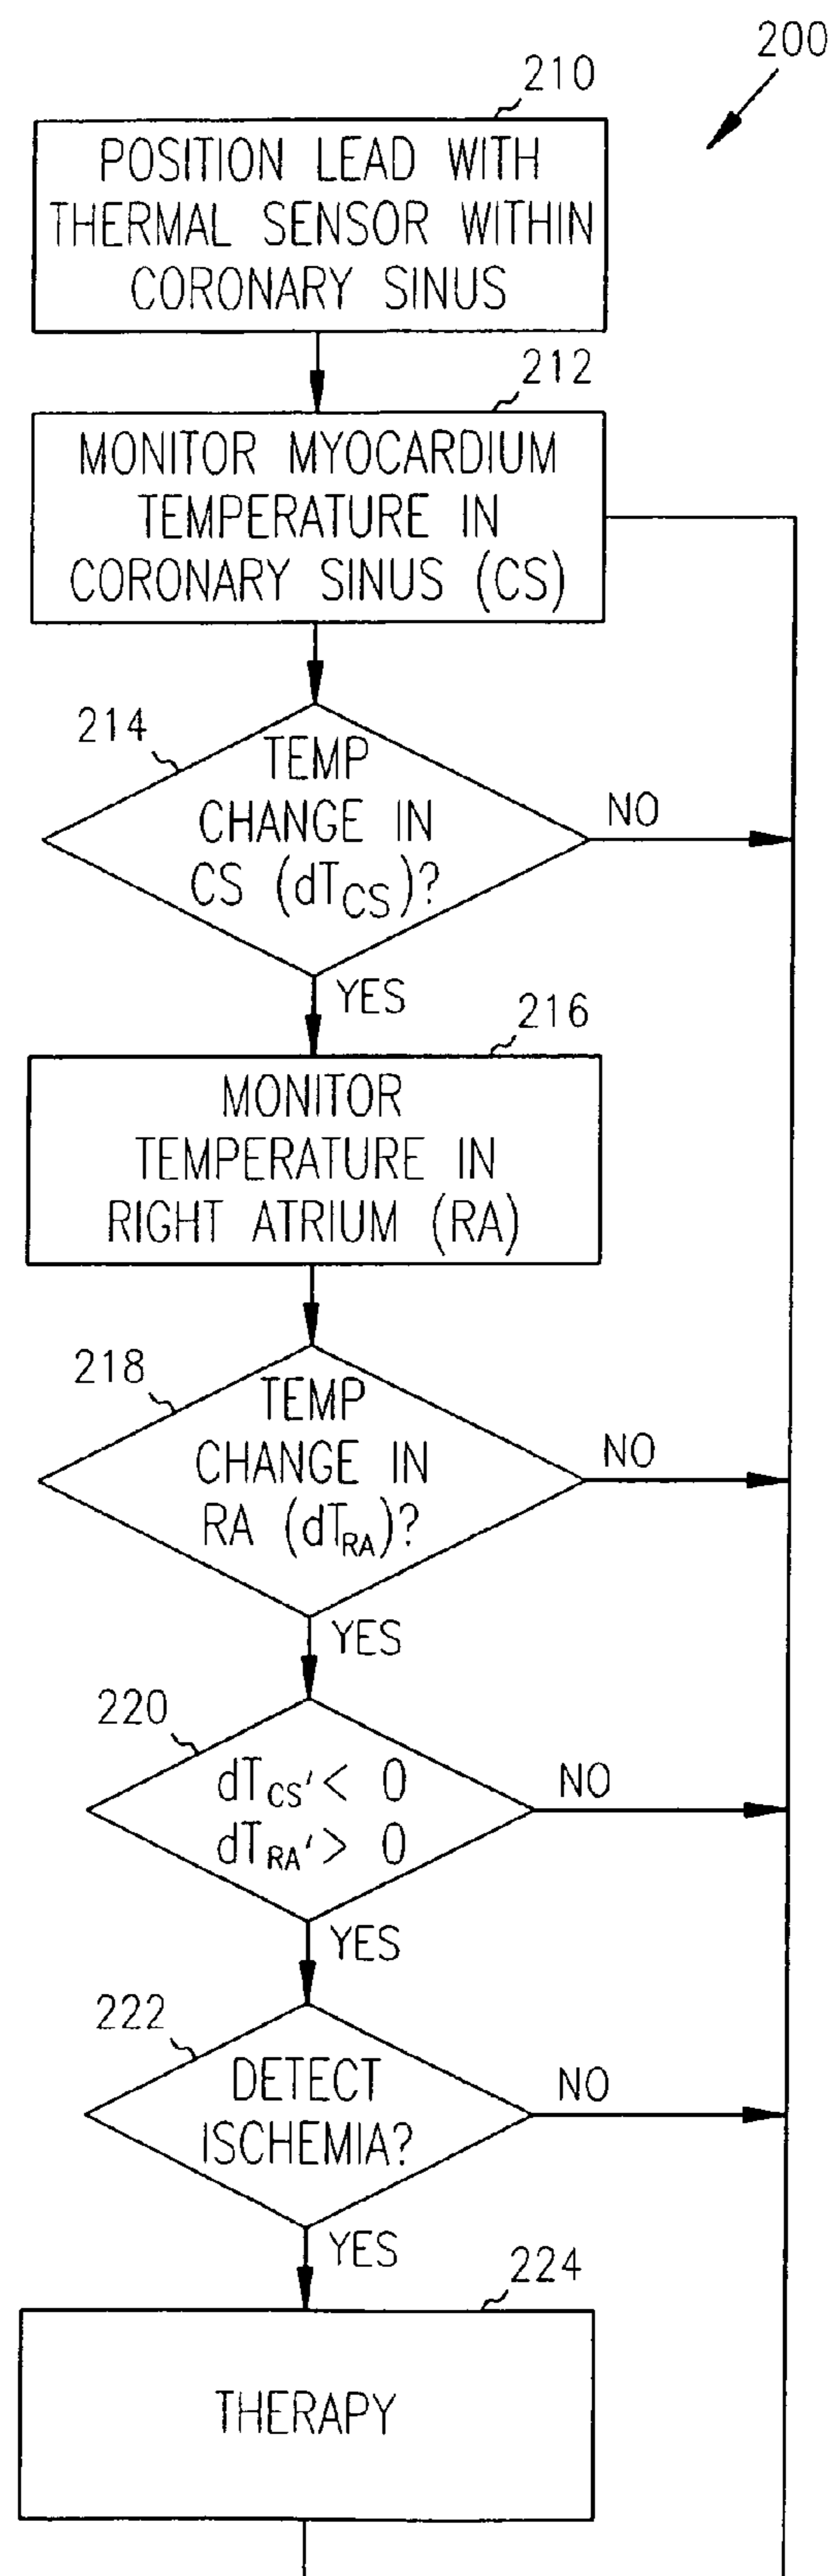 200
210
POSITION LEAD WITH
THERMAL SENSOR WITHIN
CORONARY SINUS
212
MONITOR MYOCARDIUM
TEMPERATURE IN
CORONARY SINUS (CS)
214
TEMP
CHANGE IN
CS (dTCS)?
NO
YES
216
MONITOR
TEMPERATURE IN
RIGHT ATRIUM (RA)
218
TEMP
CHANGE IN
RA (dTRA)?
NO
YES
220
dTCS' < 0
dTRA' > 0
NO
YES
222
DETECT
ISCHEMIA?
NO
YES
224
THERAPY